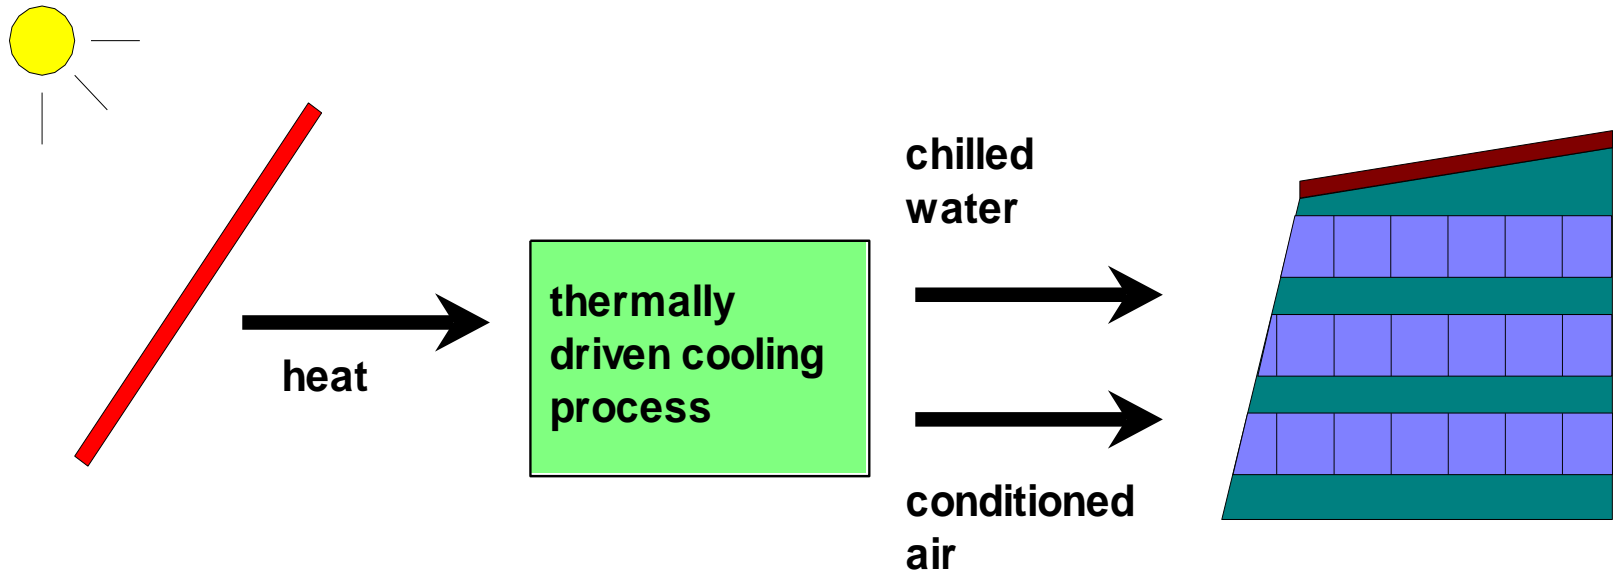 chilled
water
thermally
driven cooling
process
heat
conditioned
air